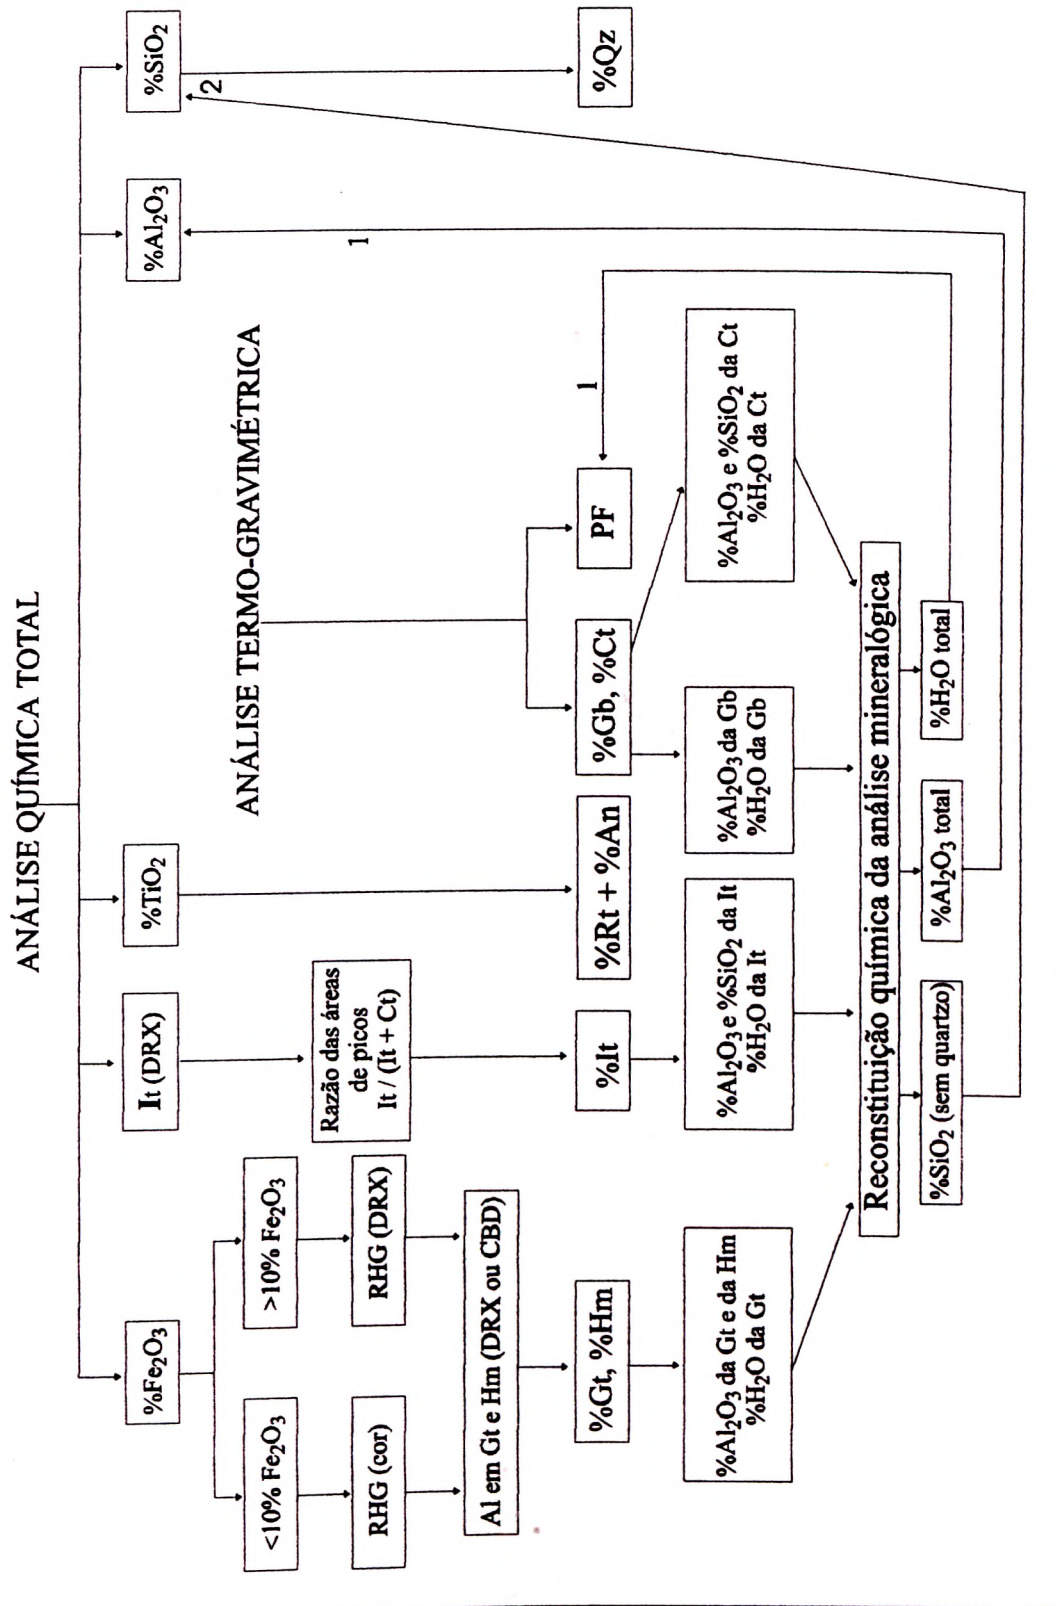 ANÁLISE QUÍMICA TOTAL
%Fe₂O₃
It (DRX)
%TiO₂
%Al₂O₃
%SiO₂
<10% Fe₂O₃
>10% Fe₂O₃
RHG (cor)
RHG (DRX)
Razão das áreas
de picos
It / (It + Ct)
ANÁLISE TERMO-GRAVIMÉTRICA
1
2
Al em Gt e Hm (DRX ou CBD)
%Gt, %Hm
%It
%Rt + %An
%Gb, %Ct
PF
1
%Qz
%Al₂O₃ da Gt e da Hm
%H₂O da Gt
%Al₂O₃ e %SiO₂ da It
%H₂O da It
%Al₂O₃ da Gb
%H₂O da Gb
%Al₂O₃ e %SiO₂ da Ct
%H₂O da Ct
Reconstituição química da análise mineralógica
%SiO₂ (sem quartzo)
%Al₂O₃ total
%H₂O total